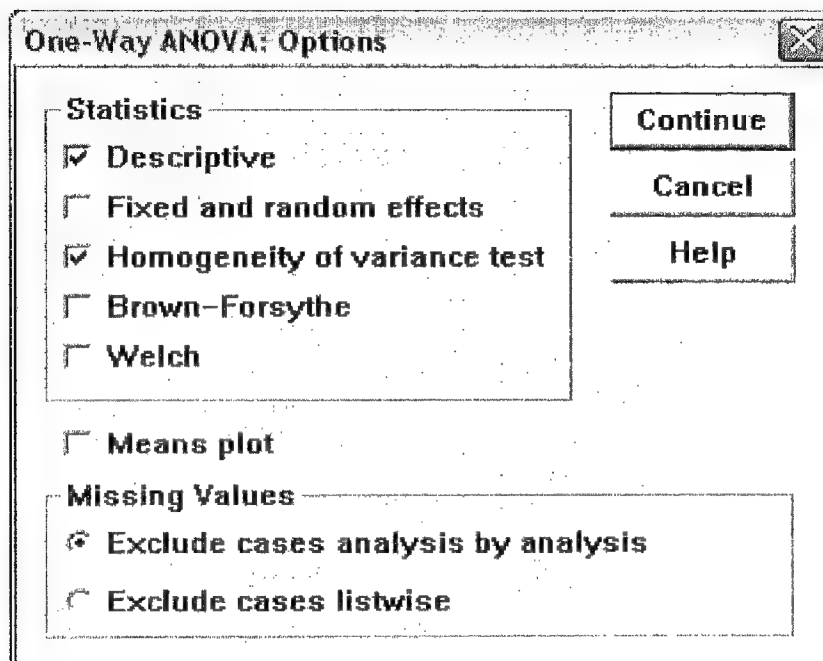 One-Way ANOVA: Options
Statistics
Descriptive
Fixed and random effects
Homogeneity of variance test
Brown-Forsythe
Welch
Continue
Cancel
Help
Means plot
Missing Values
Exclude cases analysis by analysis
Exclude cases listwise